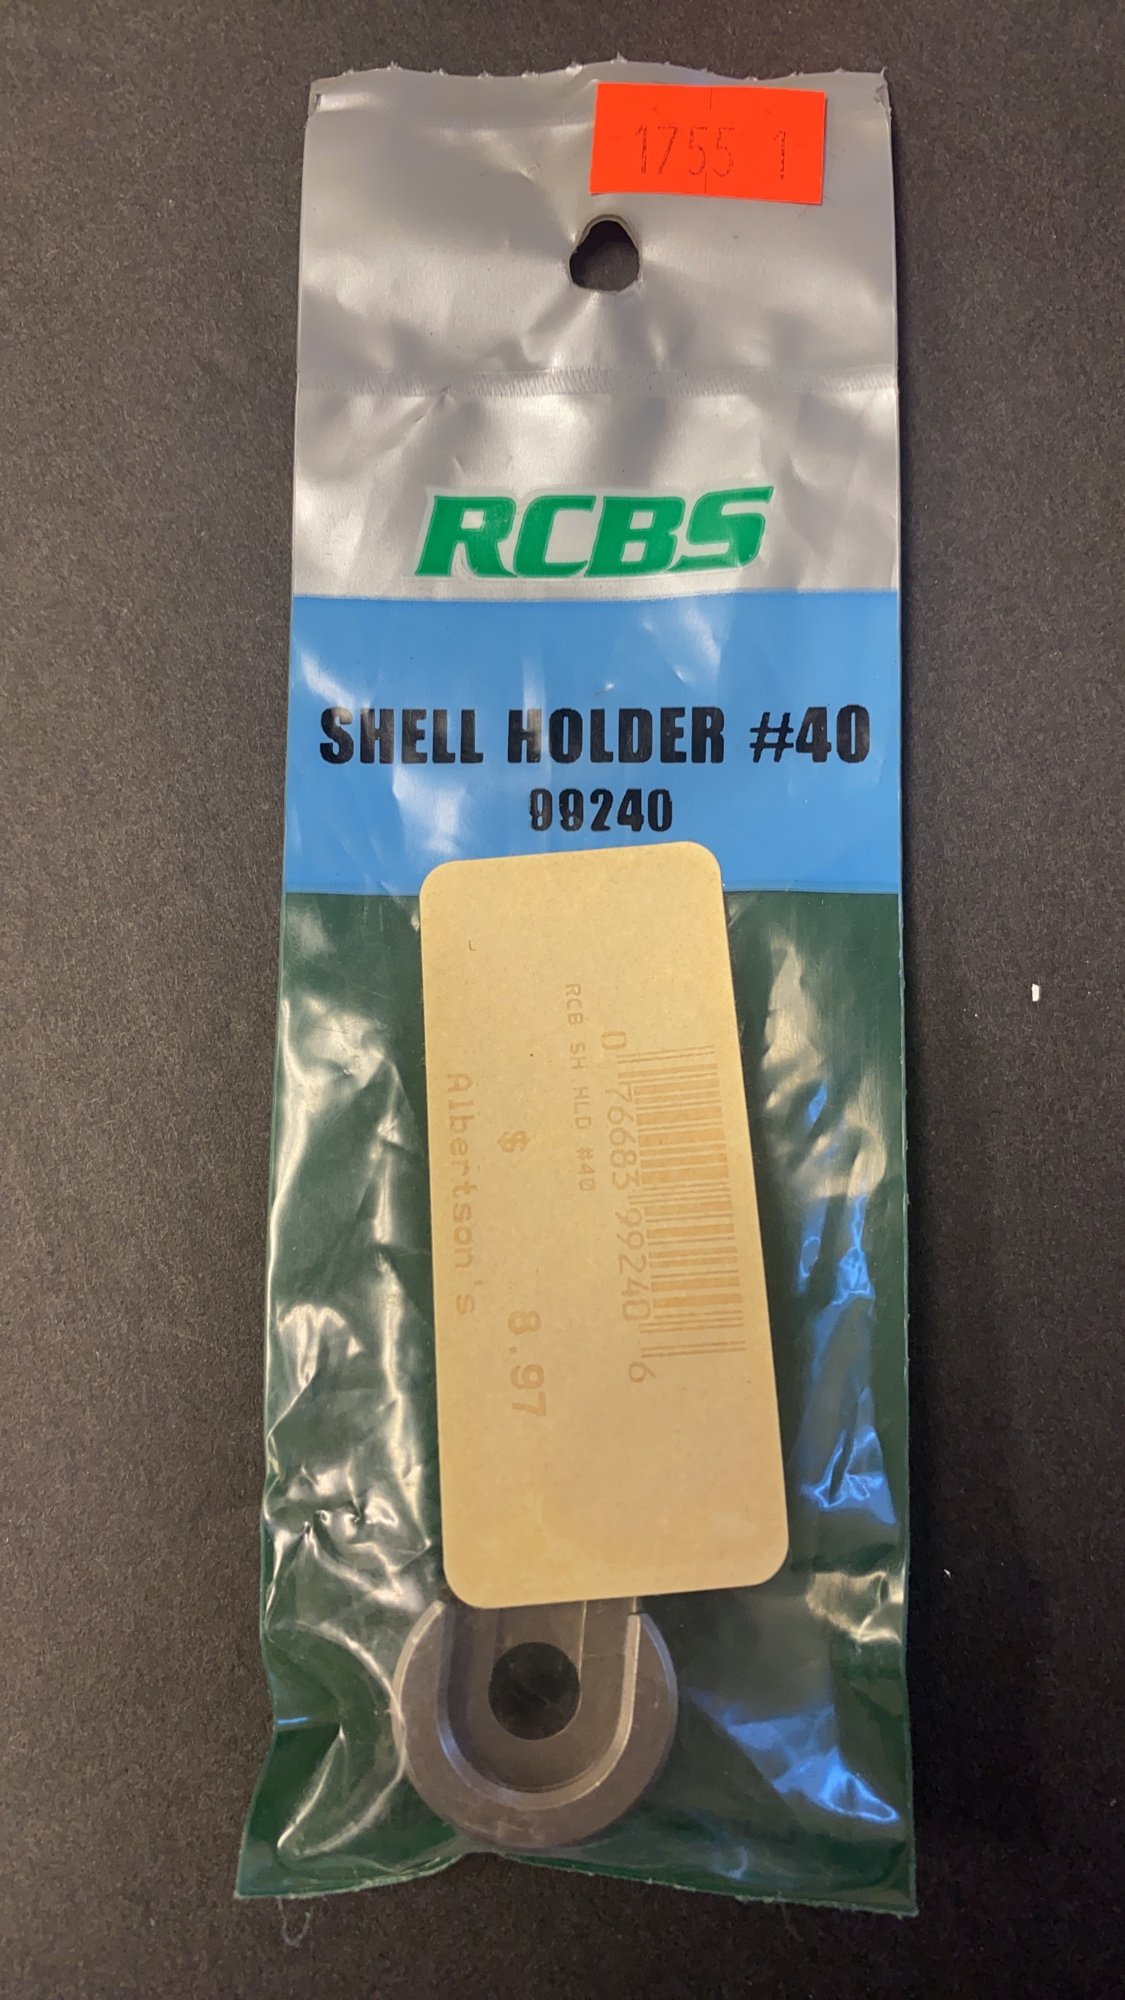 1755 1
RCBS
SHELL HOLDER #40
99240
0 76683 99240 6
RCB SH HLD #40
$ 8.97
Albertson's